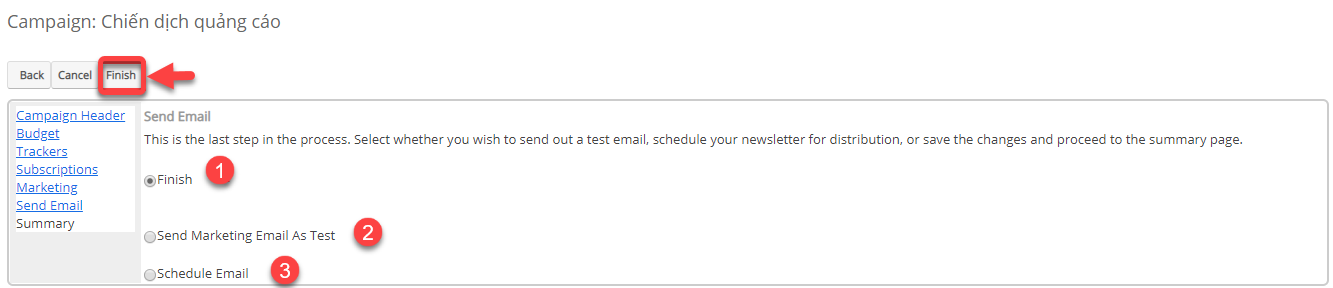 Campaign: Chiến dịch quảng cáo
Back Cancel Finish
Campaign Header
Budget
Trackers
Subscriptions
Marketing
Send Email
Summary
Send Email
This is the last step in the process. Select whether you wish to send out a test email, schedule your newsletter for distribution, or save the changes and proceed to the summary page.
Finish 1
Send Marketing Email As Test 2
Schedule Email 3